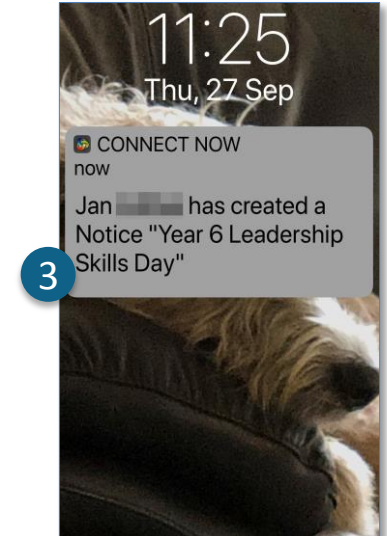 11:25
Thu, 27 Sep
CONNECT NOW
now
Jan has created a
Notice "Year 6 Leadership
Skills Day"
3